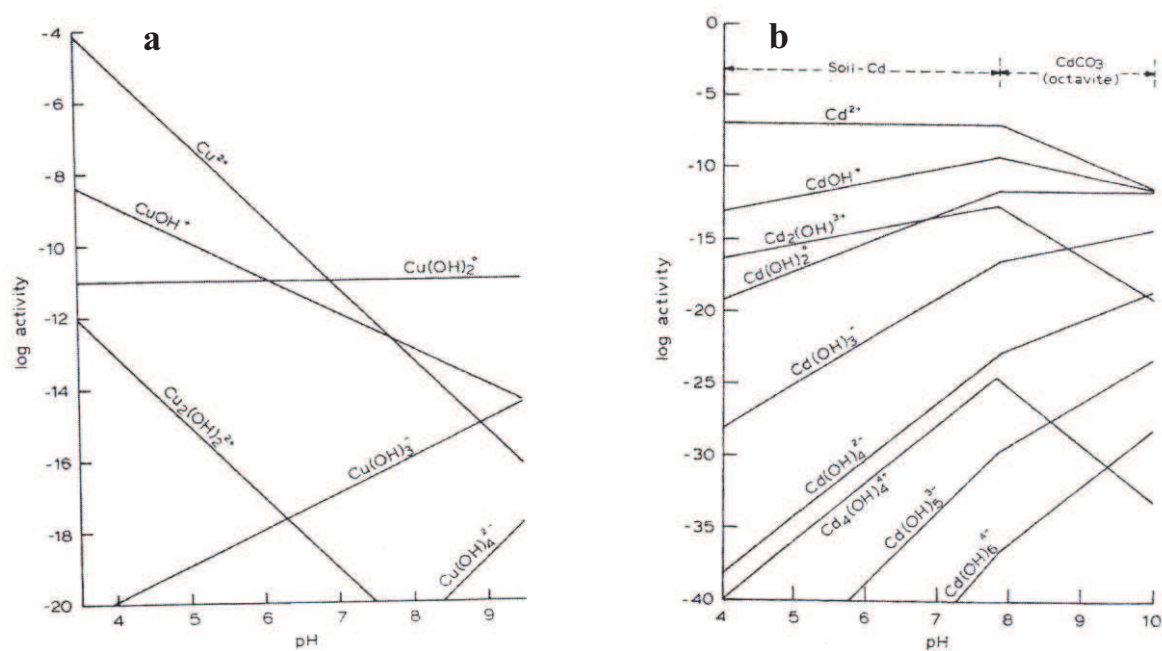 a
-4
-6
-8
-10
-12
-14
-16
-18
-20
log activity
4
5
6
7
8
9
pH
Cu²⁺
CuOH⁺
Cu(OH)₂°
Cu₂(OH)₂²⁺
Cu(OH)₃⁻
Cu(OH)₄²⁻
b
0
-5
-10
-15
-20
-25
-30
-35
-40
log activity
4
5
6
7
8
9
10
pH
Soil-Cd
CdCO₃
(octavite)
Cd²⁺
CdOH⁺
Cd₂(OH)³⁺
Cd(OH)₂°
Cd(OH)₃⁻
Cd(OH)₄²⁻
Cd₄(OH)₄⁴⁺
Cd(OH)₅³⁻
Cd(OH)₆⁴⁻